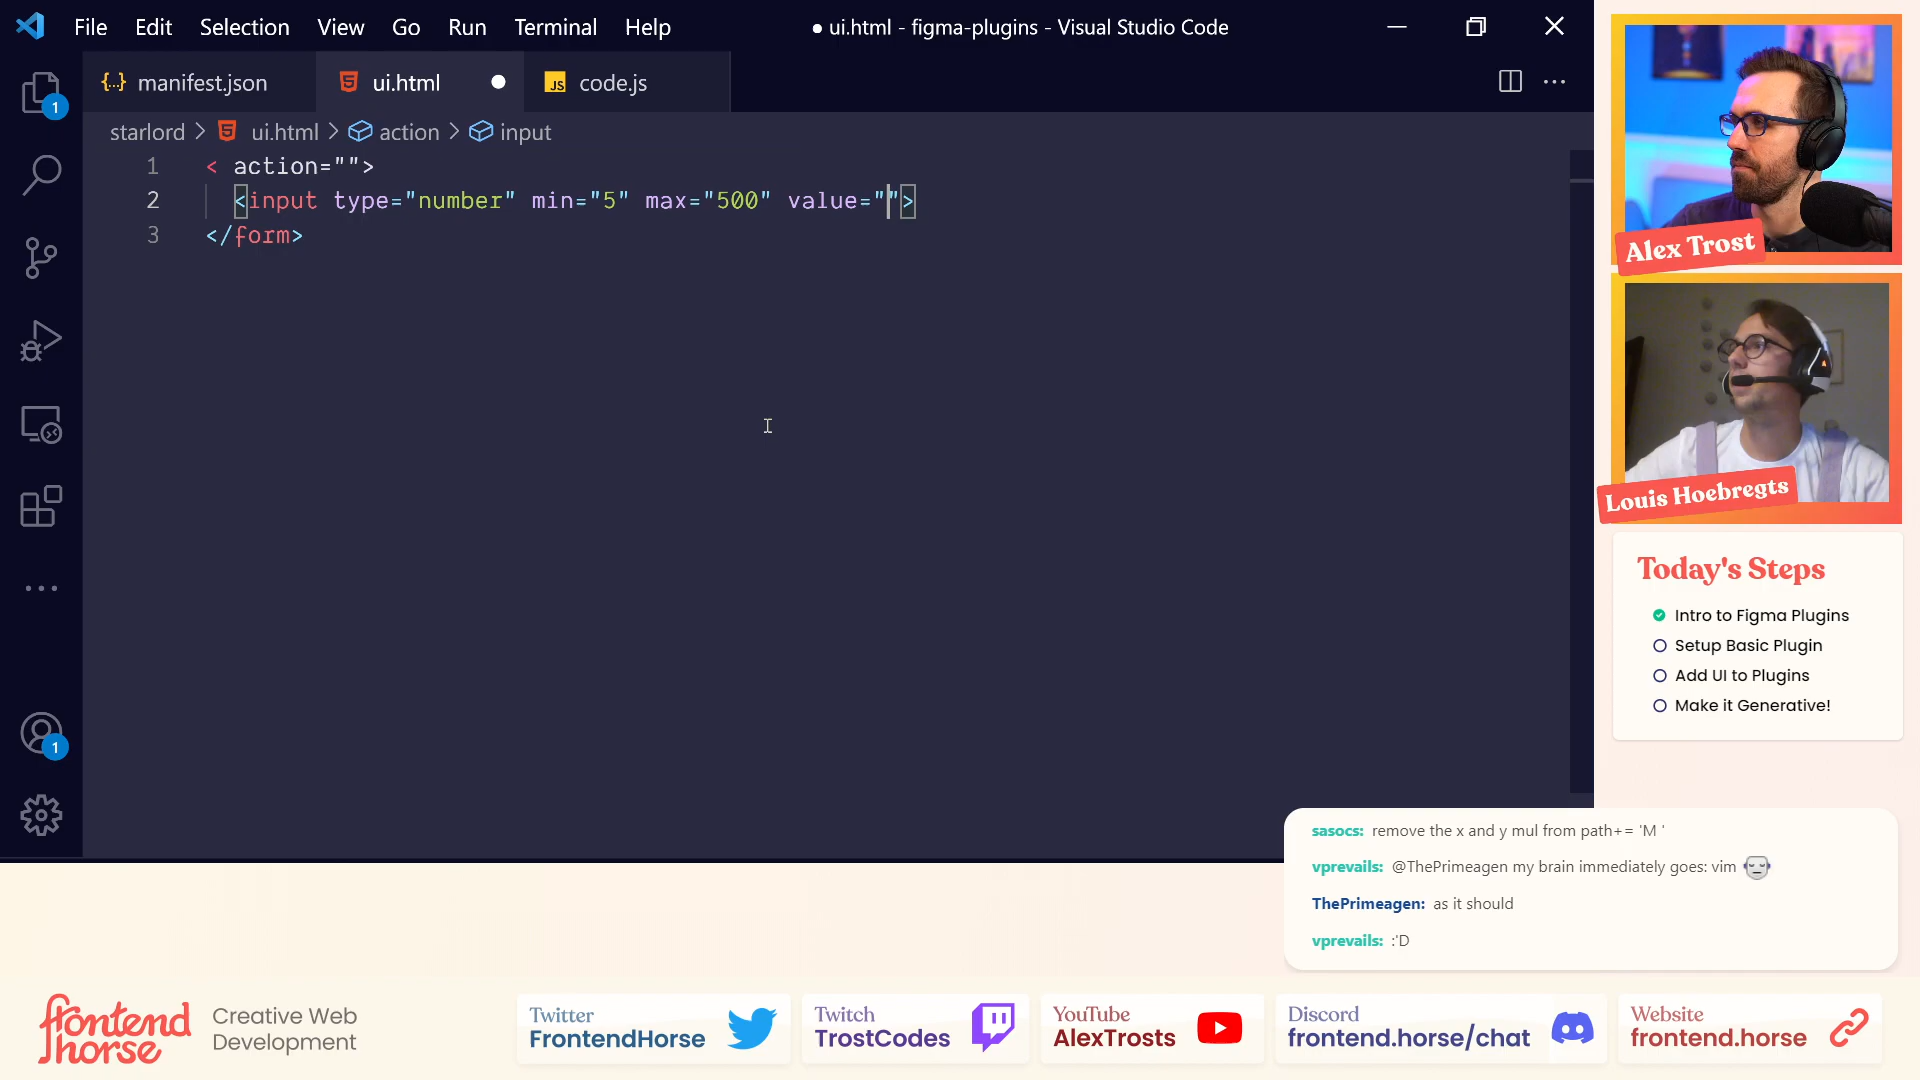 File Edit Selection View Go Run Terminal Help
● ui.html - figma-plugins - Visual Studio Code
{..} manifest.json
ui.html
JS code.js
starlord > ui.html > action > input
1 < action="">
2 <input type="number" min="5" max="500" value="">
3 </form>
1
1
Alex Trost
Louis Hoebregts
Today's Steps
Intro to Figma Plugins
Setup Basic Plugin
Add UI to Plugins
Make it Generative!
sasocs: remove the x and y mul from path+= 'M '
vprevails: @ThePrimeagen my brain immediately goes: vim
ThePrimeagen: as it should
vprevails: :'D
frontend
horse
Creative Web
Development
Twitter
FrontendHorse
Twitch
TrostCodes
YouTube
AlexTrosts
Discord
frontend.horse/chat
Website
frontend.horse